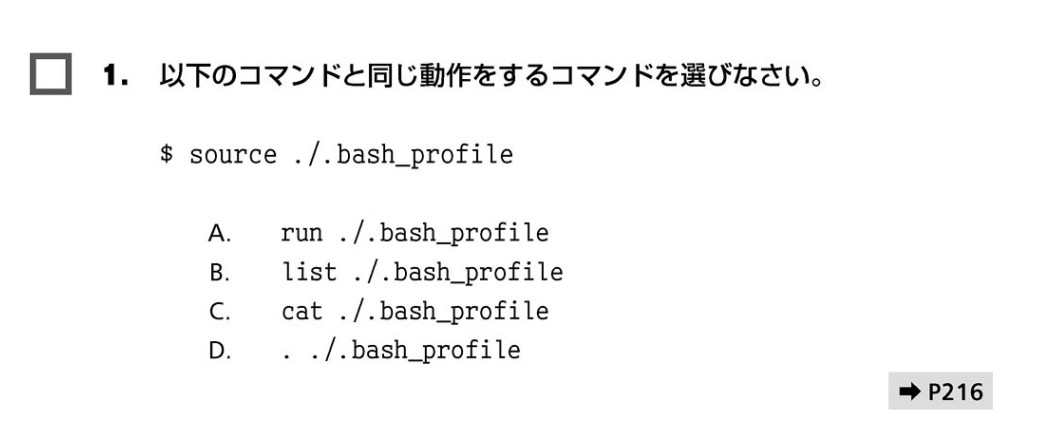 1. 以下のコマンドと同じ動作をするコマンドを選びなさい。
$ source ./.bash_profile
A. run ./.bash_profile
B. list ./.bash_profile
C. cat ./.bash_profile
D. . ./.bash_profile
➡ P216